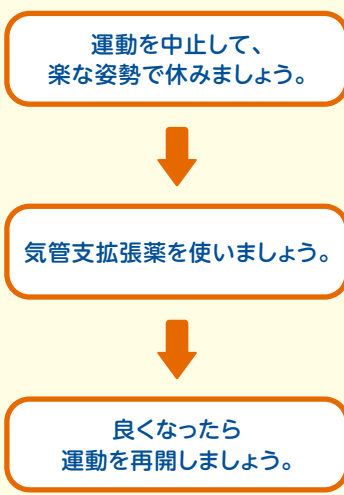 運動を中止して、
楽な姿勢で休みましょう。
気管支拡張薬を使いましょう。
良くなったら
運動を再開しましょう。